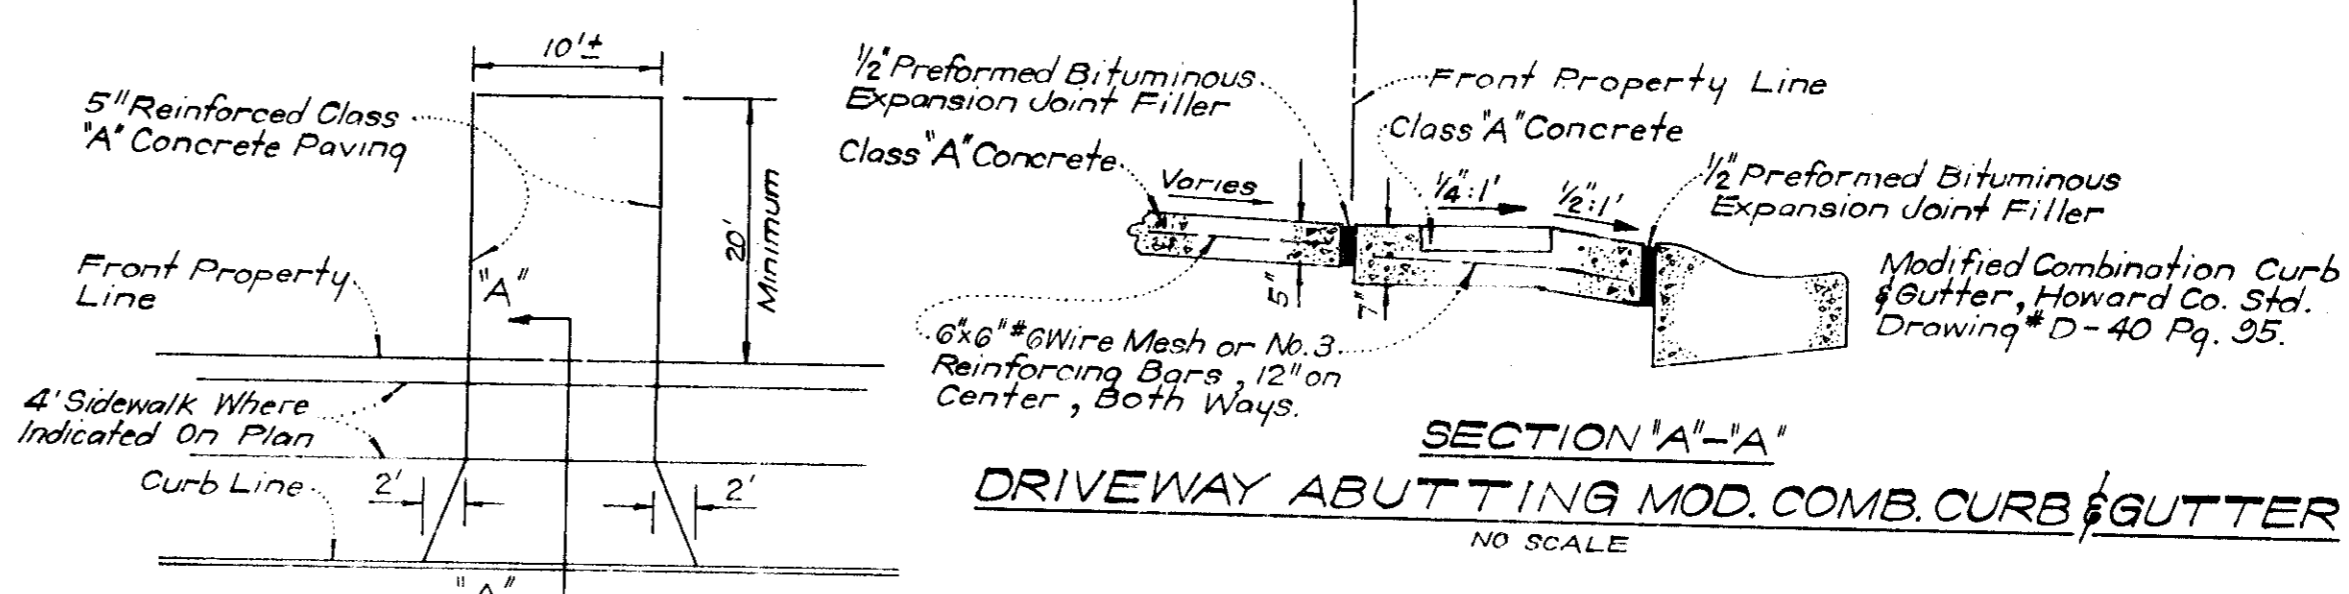 10'±
5" Reinforced Class
"A" Concrete Paving
20'
Minimum
Front Property
Line
"A"
4' Sidewalk Where
Indicated On Plan
Curb Line
2'
2'
"A"
1/2" Preformed Bituminous
Expansion Joint Filler
Class "A" Concrete
Varies
Front Property Line
Class "A" Concrete
1/4":1'
1/2":1'
1/2" Preformed Bituminous
Expansion Joint Filler
5"
7"
Modified Combination Curb
& Gutter, Howard Co. Std.
Drawing # D-40 Pg. 95.
6"x6" #6 Wire Mesh or No. 3
Reinforcing Bars, 12" on
Center, Both Ways.
SECTION "A"-"A"
DRIVEWAY ABUTTING MOD. COMB. CURB & GUTTER
NO SCALE